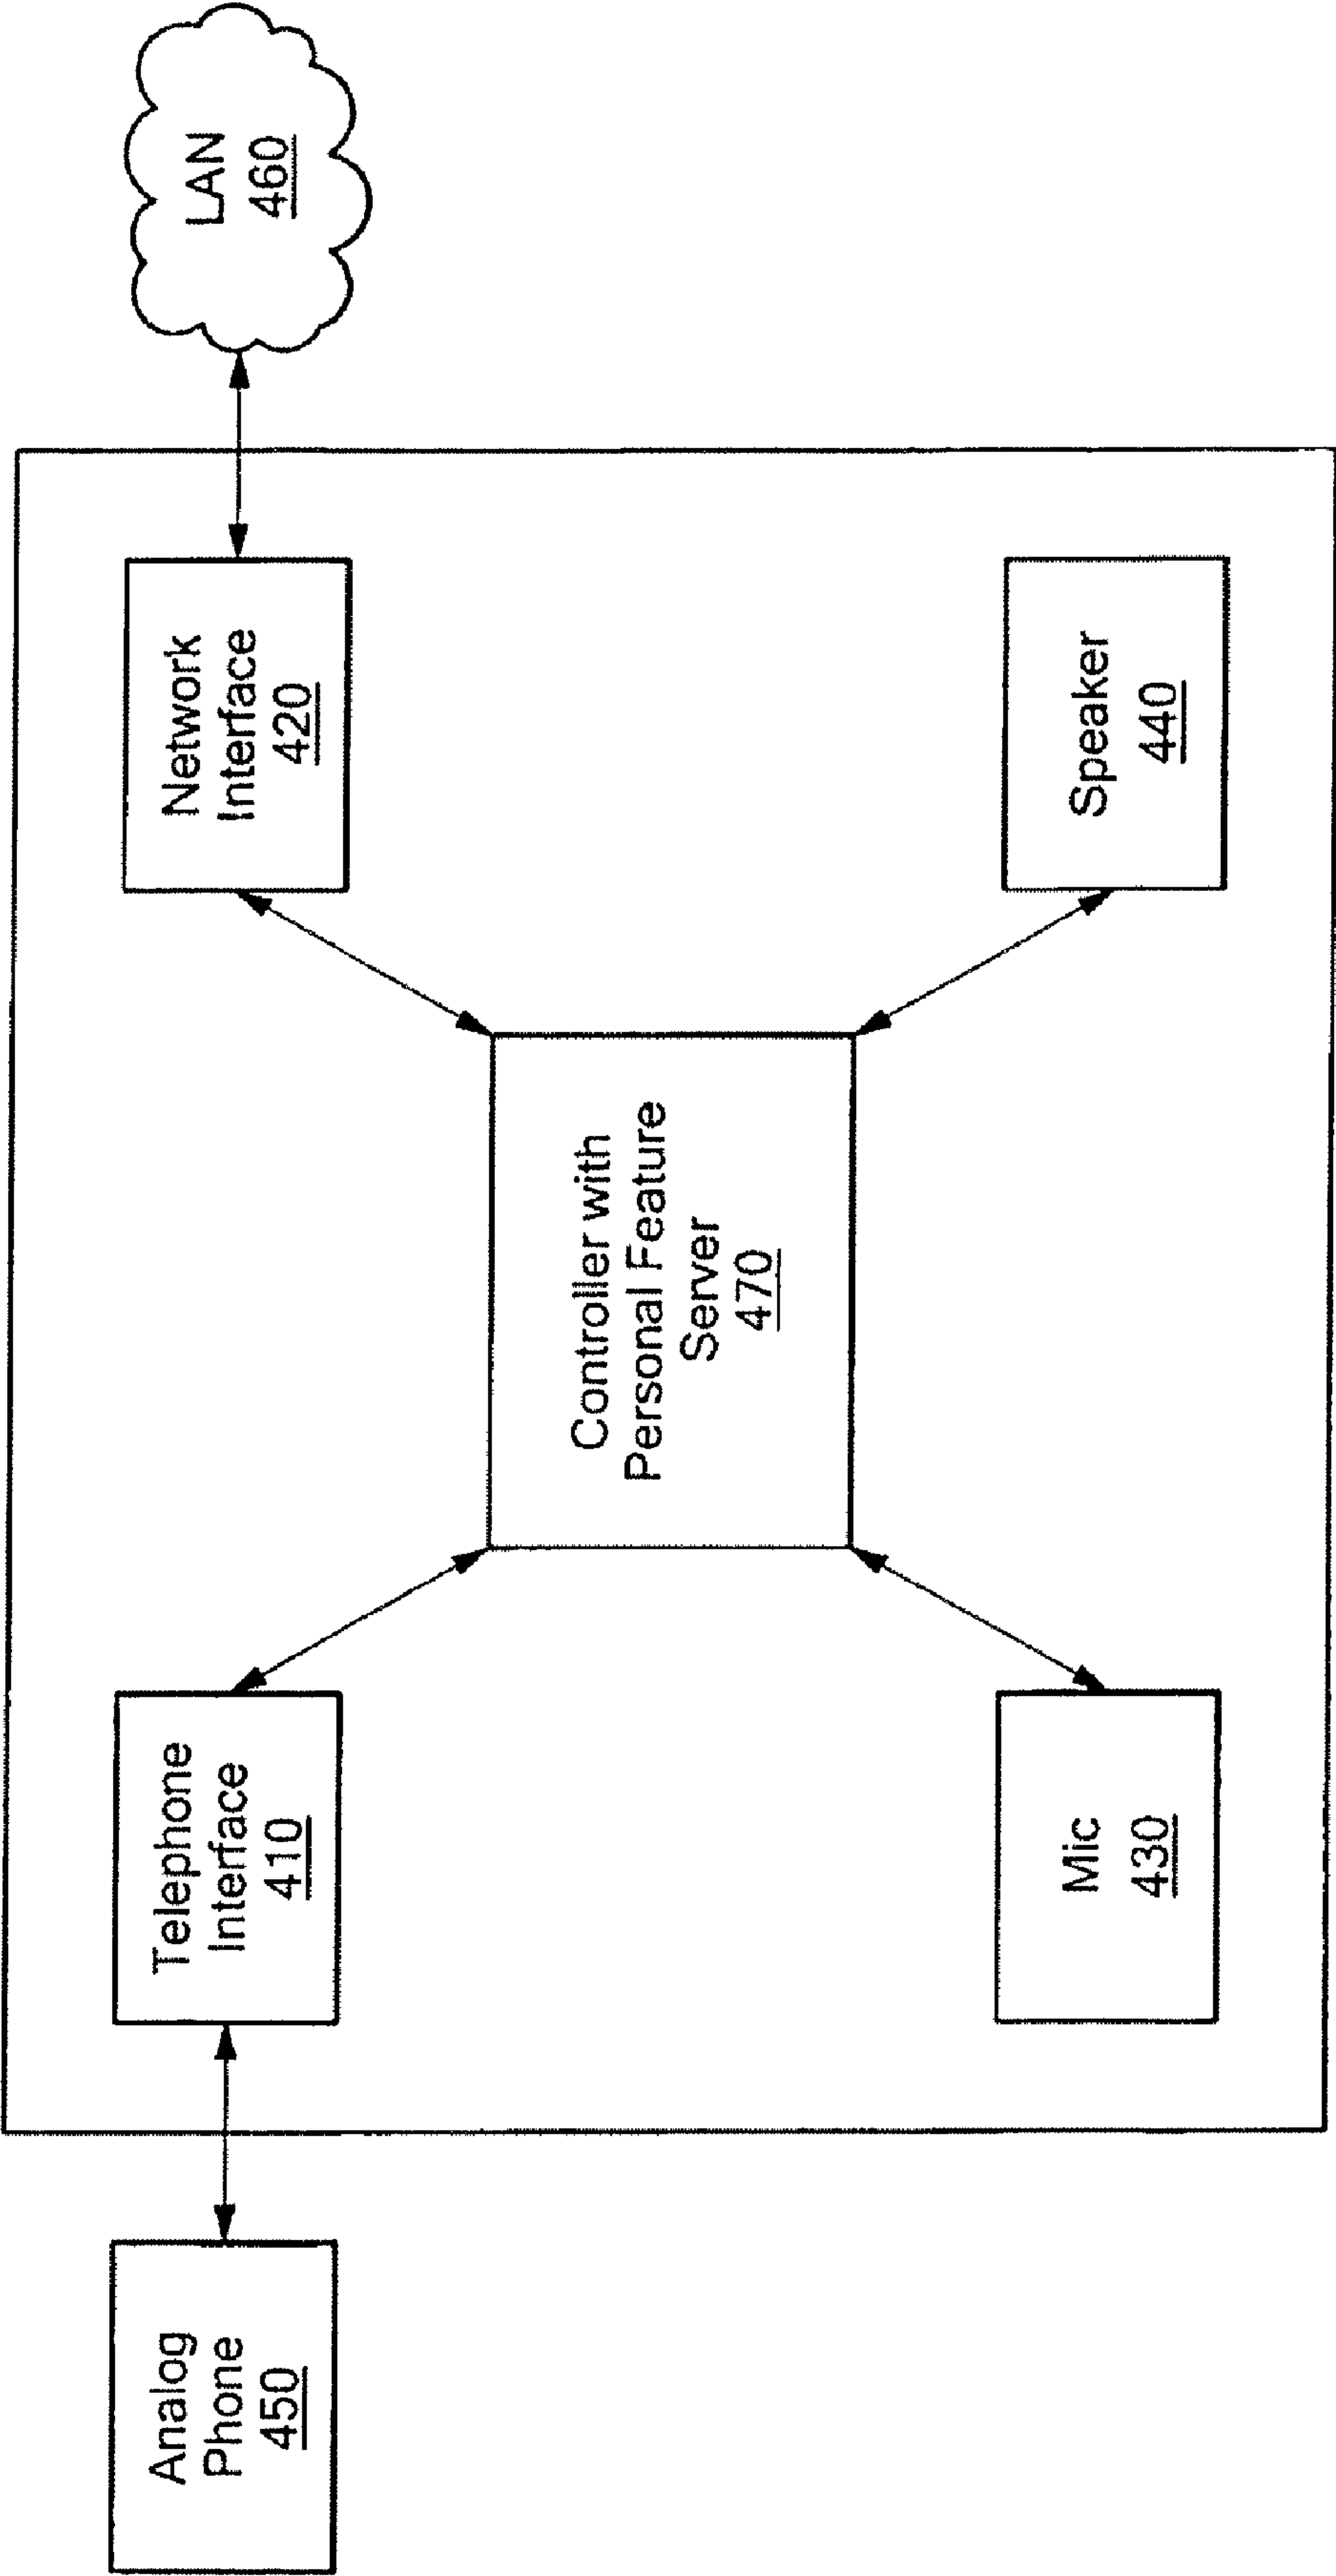 Analog
Phone
450
Telephone
Interface
410
Network
Interface
420
LAN
460
Controller with
Personal Feature
Server
470
Mic
430
Speaker
440